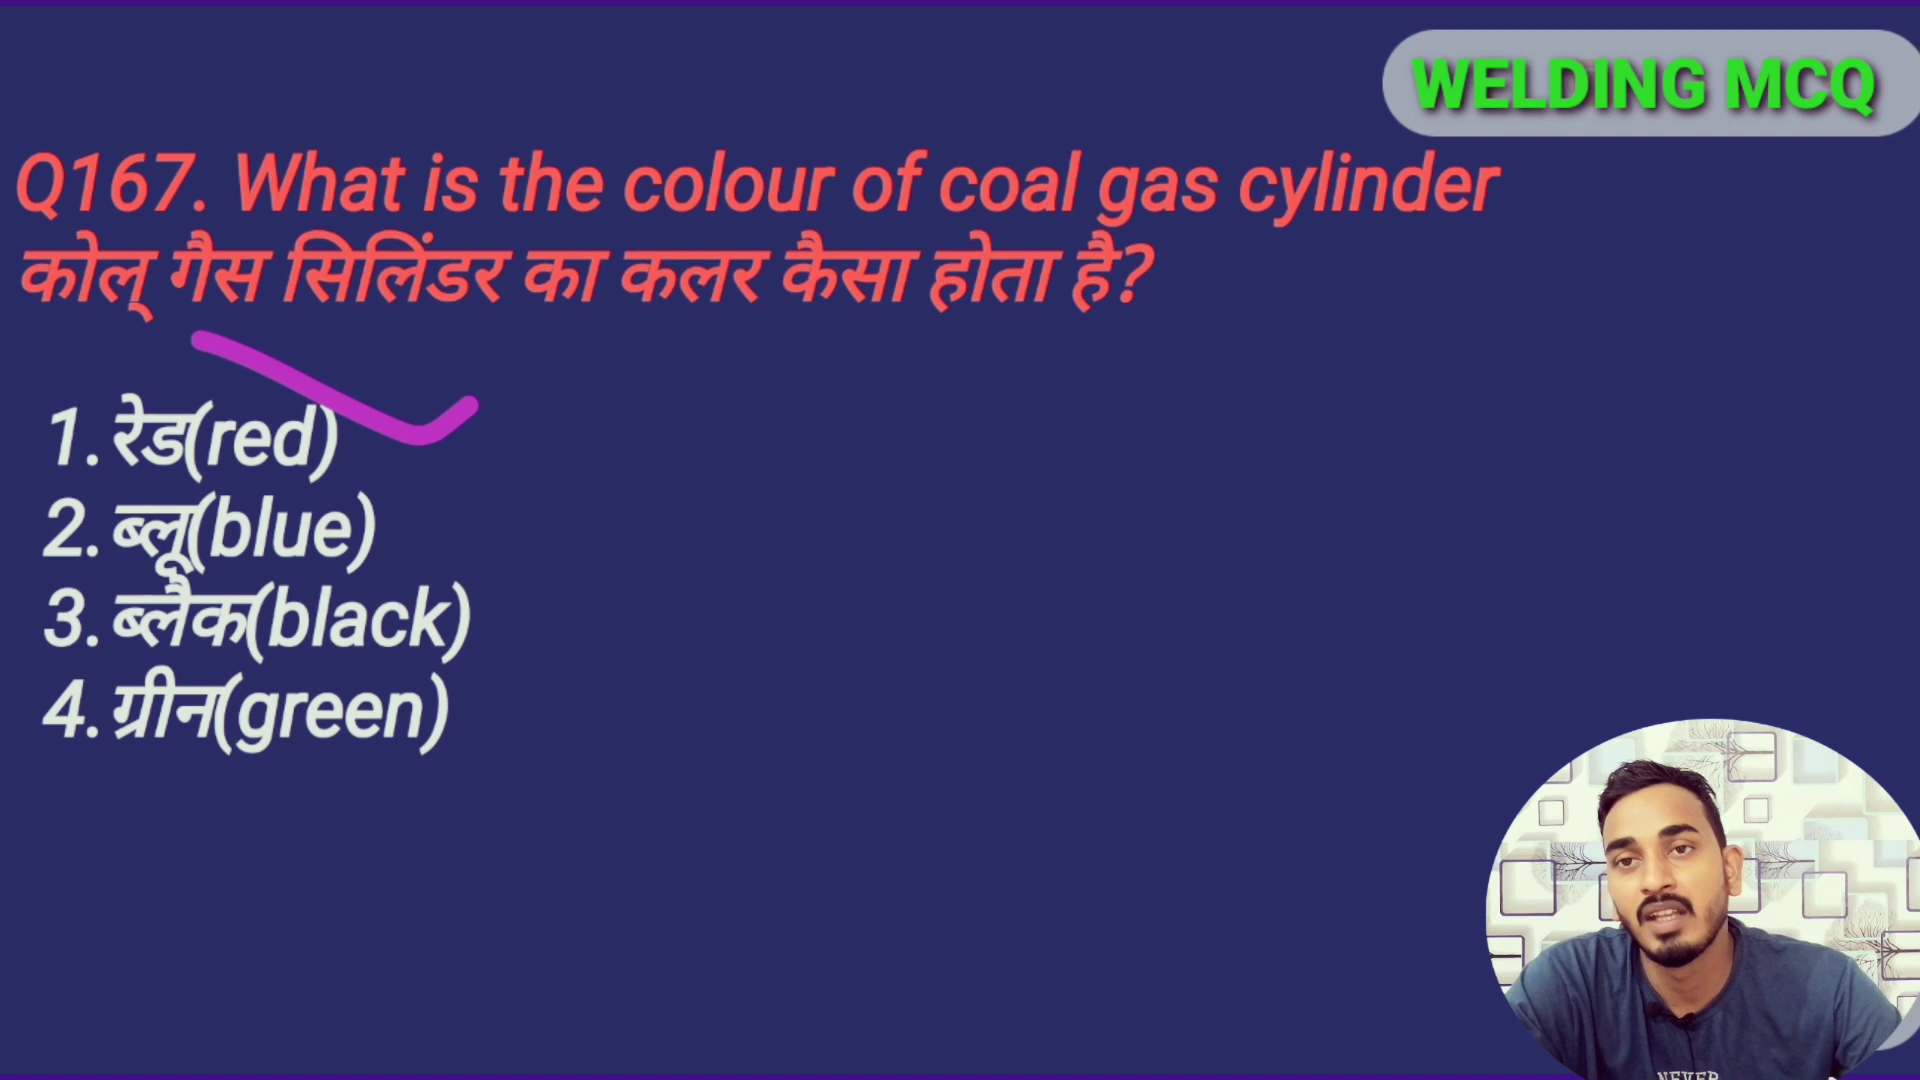 WELDING MCQ
Q167. What is the colour of coal gas cylinder
कोल् गैस सिलिंडर का कलर कैसा होता है?
1. रेड(red)
2. ब्लू(blue)
3. ब्लैक(black)
4. ग्रीन(green)
NEVER